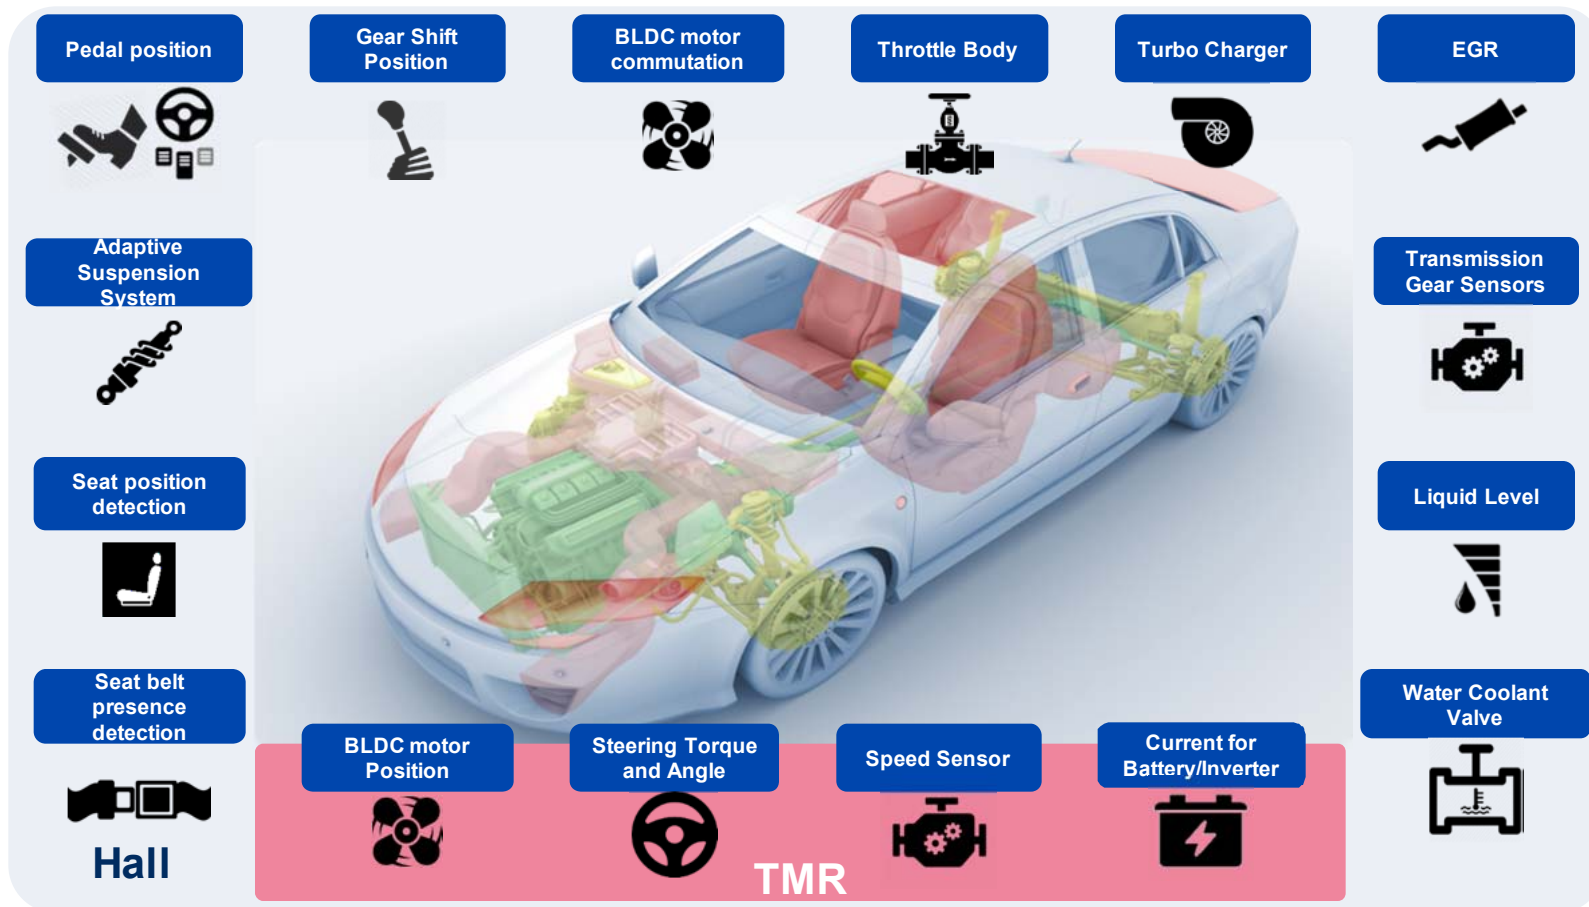 Pedal position
Gear Shift
Position
BLDC motor
commutation
Throttle Body
Turbo Charger
EGR
Adaptive
Suspension
System
Transmission
Gear Sensors
Seat position
detection
Liquid Level
Seat belt
presence
detection
Water Coolant
Valve
BLDC motor
Position
Steering Torque
and Angle
Speed Sensor
Current for
Battery/Inverter
Hall
TMR